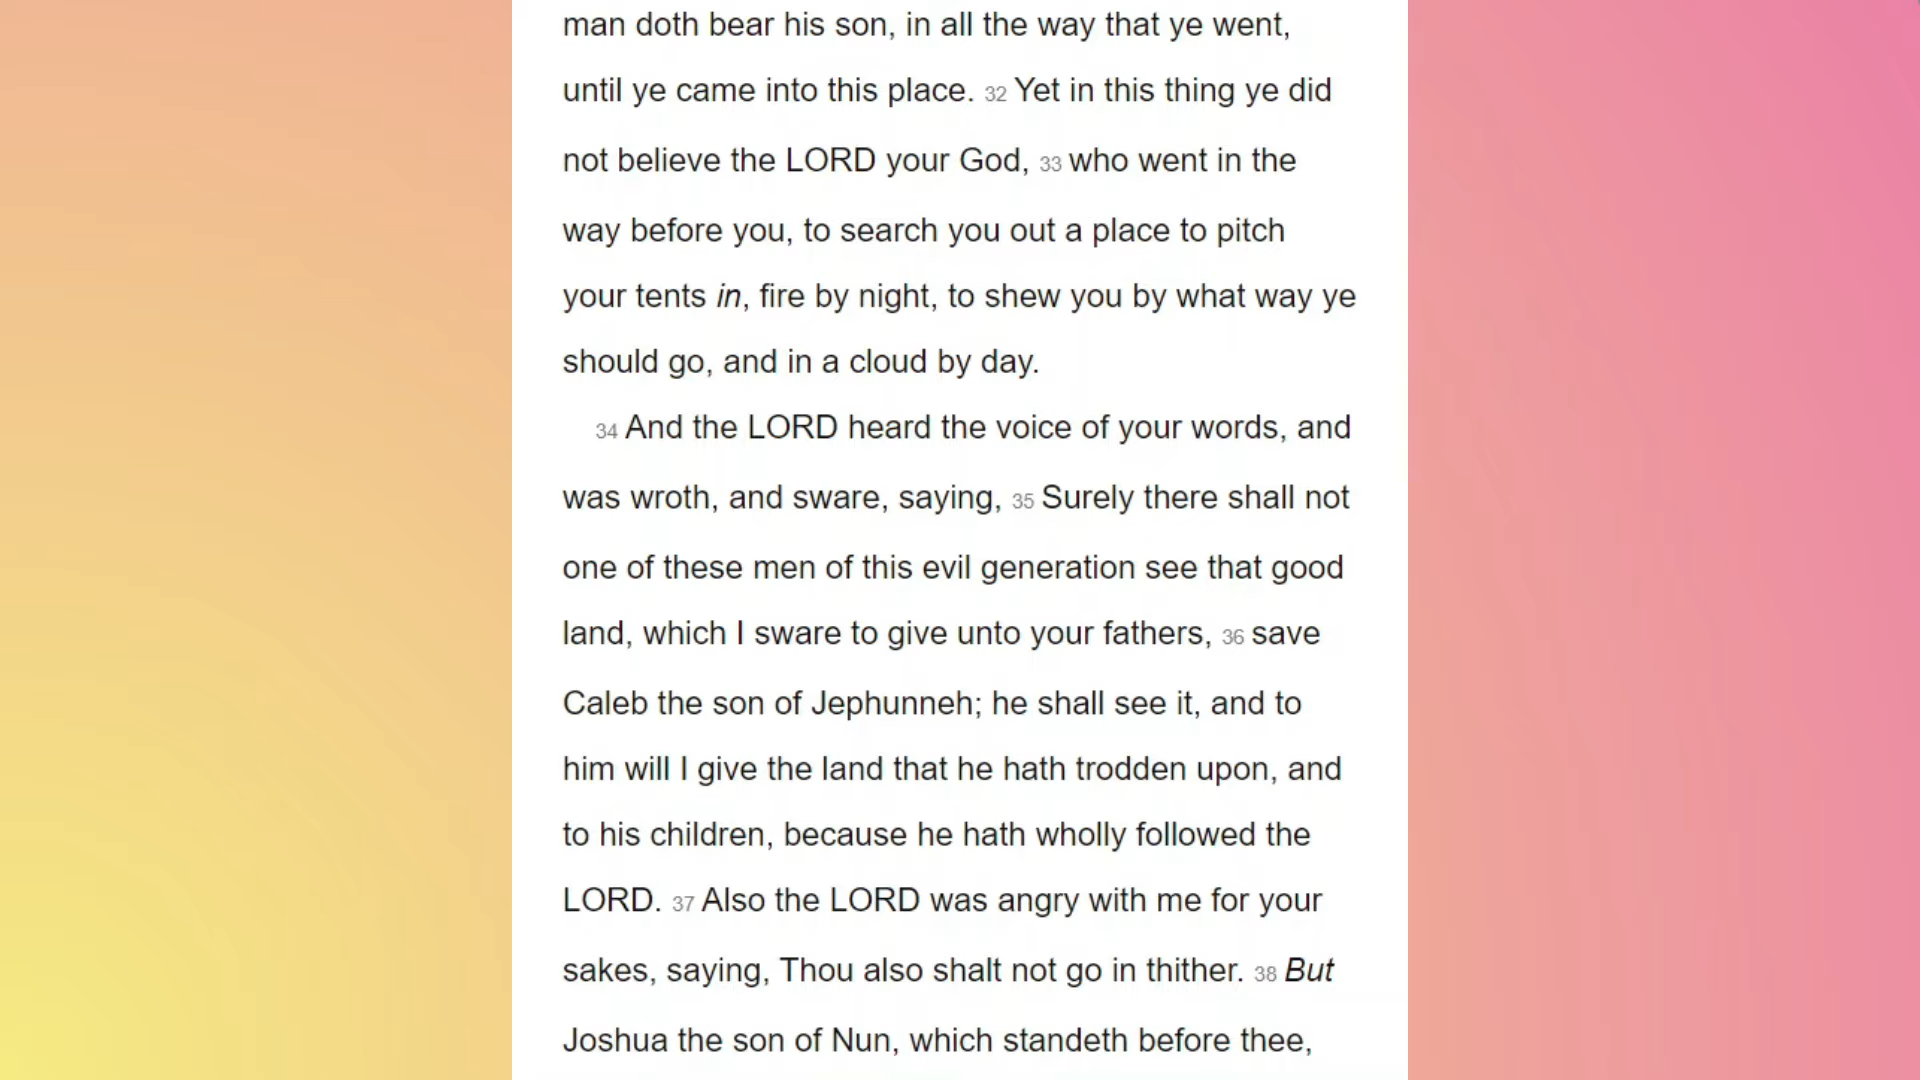 man doth bear his son, in all the way that ye went,
until ye came into this place. 32 Yet in this thing ye did
not believe the LORD your God, 33 who went in the
way before you, to search you out a place to pitch
your tents in, fire by night, to shew you by what way ye
should go, and in a cloud by day.
34 And the LORD heard the voice of your words, and
was wroth, and sware, saying, 35 Surely there shall not
one of these men of this evil generation see that good
land, which I sware to give unto your fathers, 36 save
Caleb the son of Jephunneh; he shall see it, and to
him will I give the land that he hath trodden upon, and
to his children, because he hath wholly followed the
LORD. 37 Also the LORD was angry with me for your
sakes, saying, Thou also shalt not go in thither. 38 But
Joshua the son of Nun, which standeth before thee,